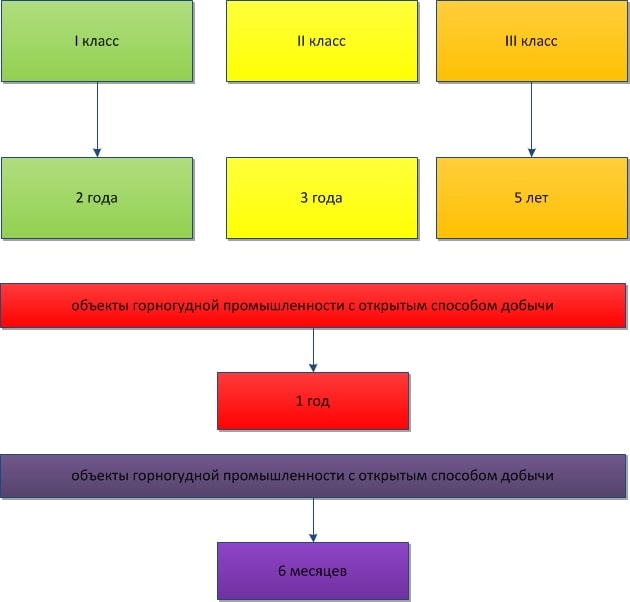 I класс
II класс
III класс
2 года
3 года
5 лет
объекты горногудной промышленности с открытым способом добычи
1 год
объекты горногудной промышленности с открытым способом добычи
6 месяцев